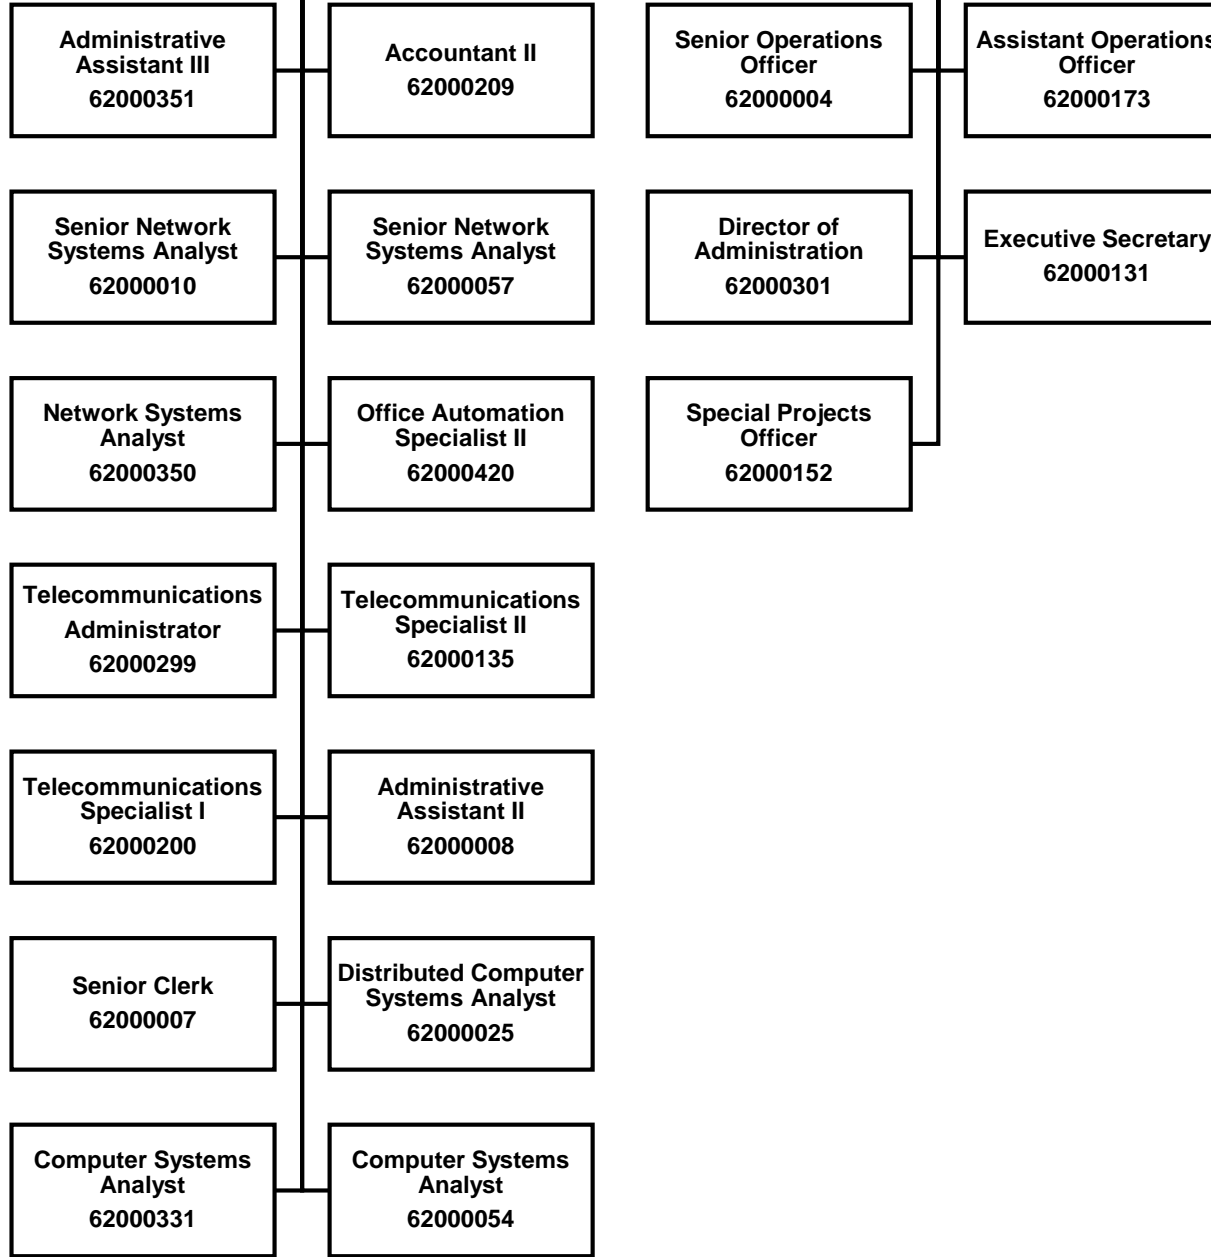 Administrative
Assistant III
62000351
Accountant II
62000209
Senior Operations
Officer
62000004
Assistant Operations
Officer
62000173
Senior Network
Systems Analyst
62000010
Senior Network
Systems Analyst
62000057
Director of
Administration
62000301
Executive Secretary
62000131
Network Systems
Analyst
62000350
Office Automation
Specialist II
62000420
Special Projects
Officer
62000152
Telecommunications
Administrator
62000299
Telecommunications
Specialist II
62000135
Telecommunications
Specialist I
62000200
Administrative
Assistant II
62000008
Senior Clerk
62000007
Distributed Computer
Systems Analyst
62000025
Computer Systems
Analyst
62000331
Computer Systems
Analyst
62000054